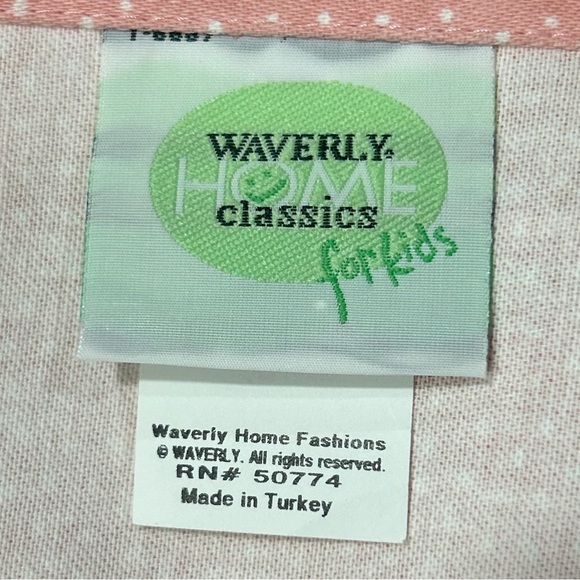 WAVERLY®
HOME
classics
for kids
Waverly Home Fashions
© WAVERLY. All rights reserved.
RN# 50774
Made in Turkey